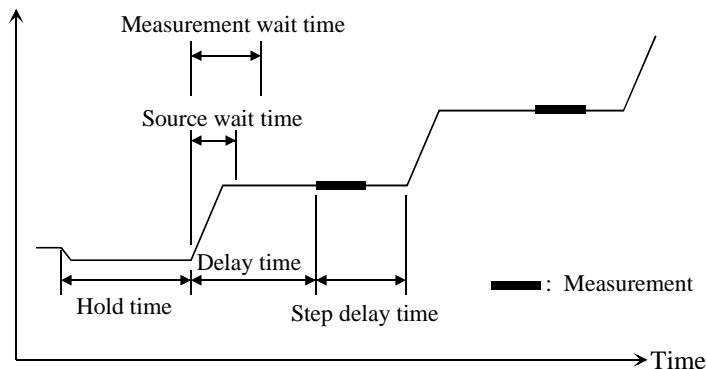 Measurement wait time
Source wait time
Delay time
Hold time
Step delay time
: Measurement
Time